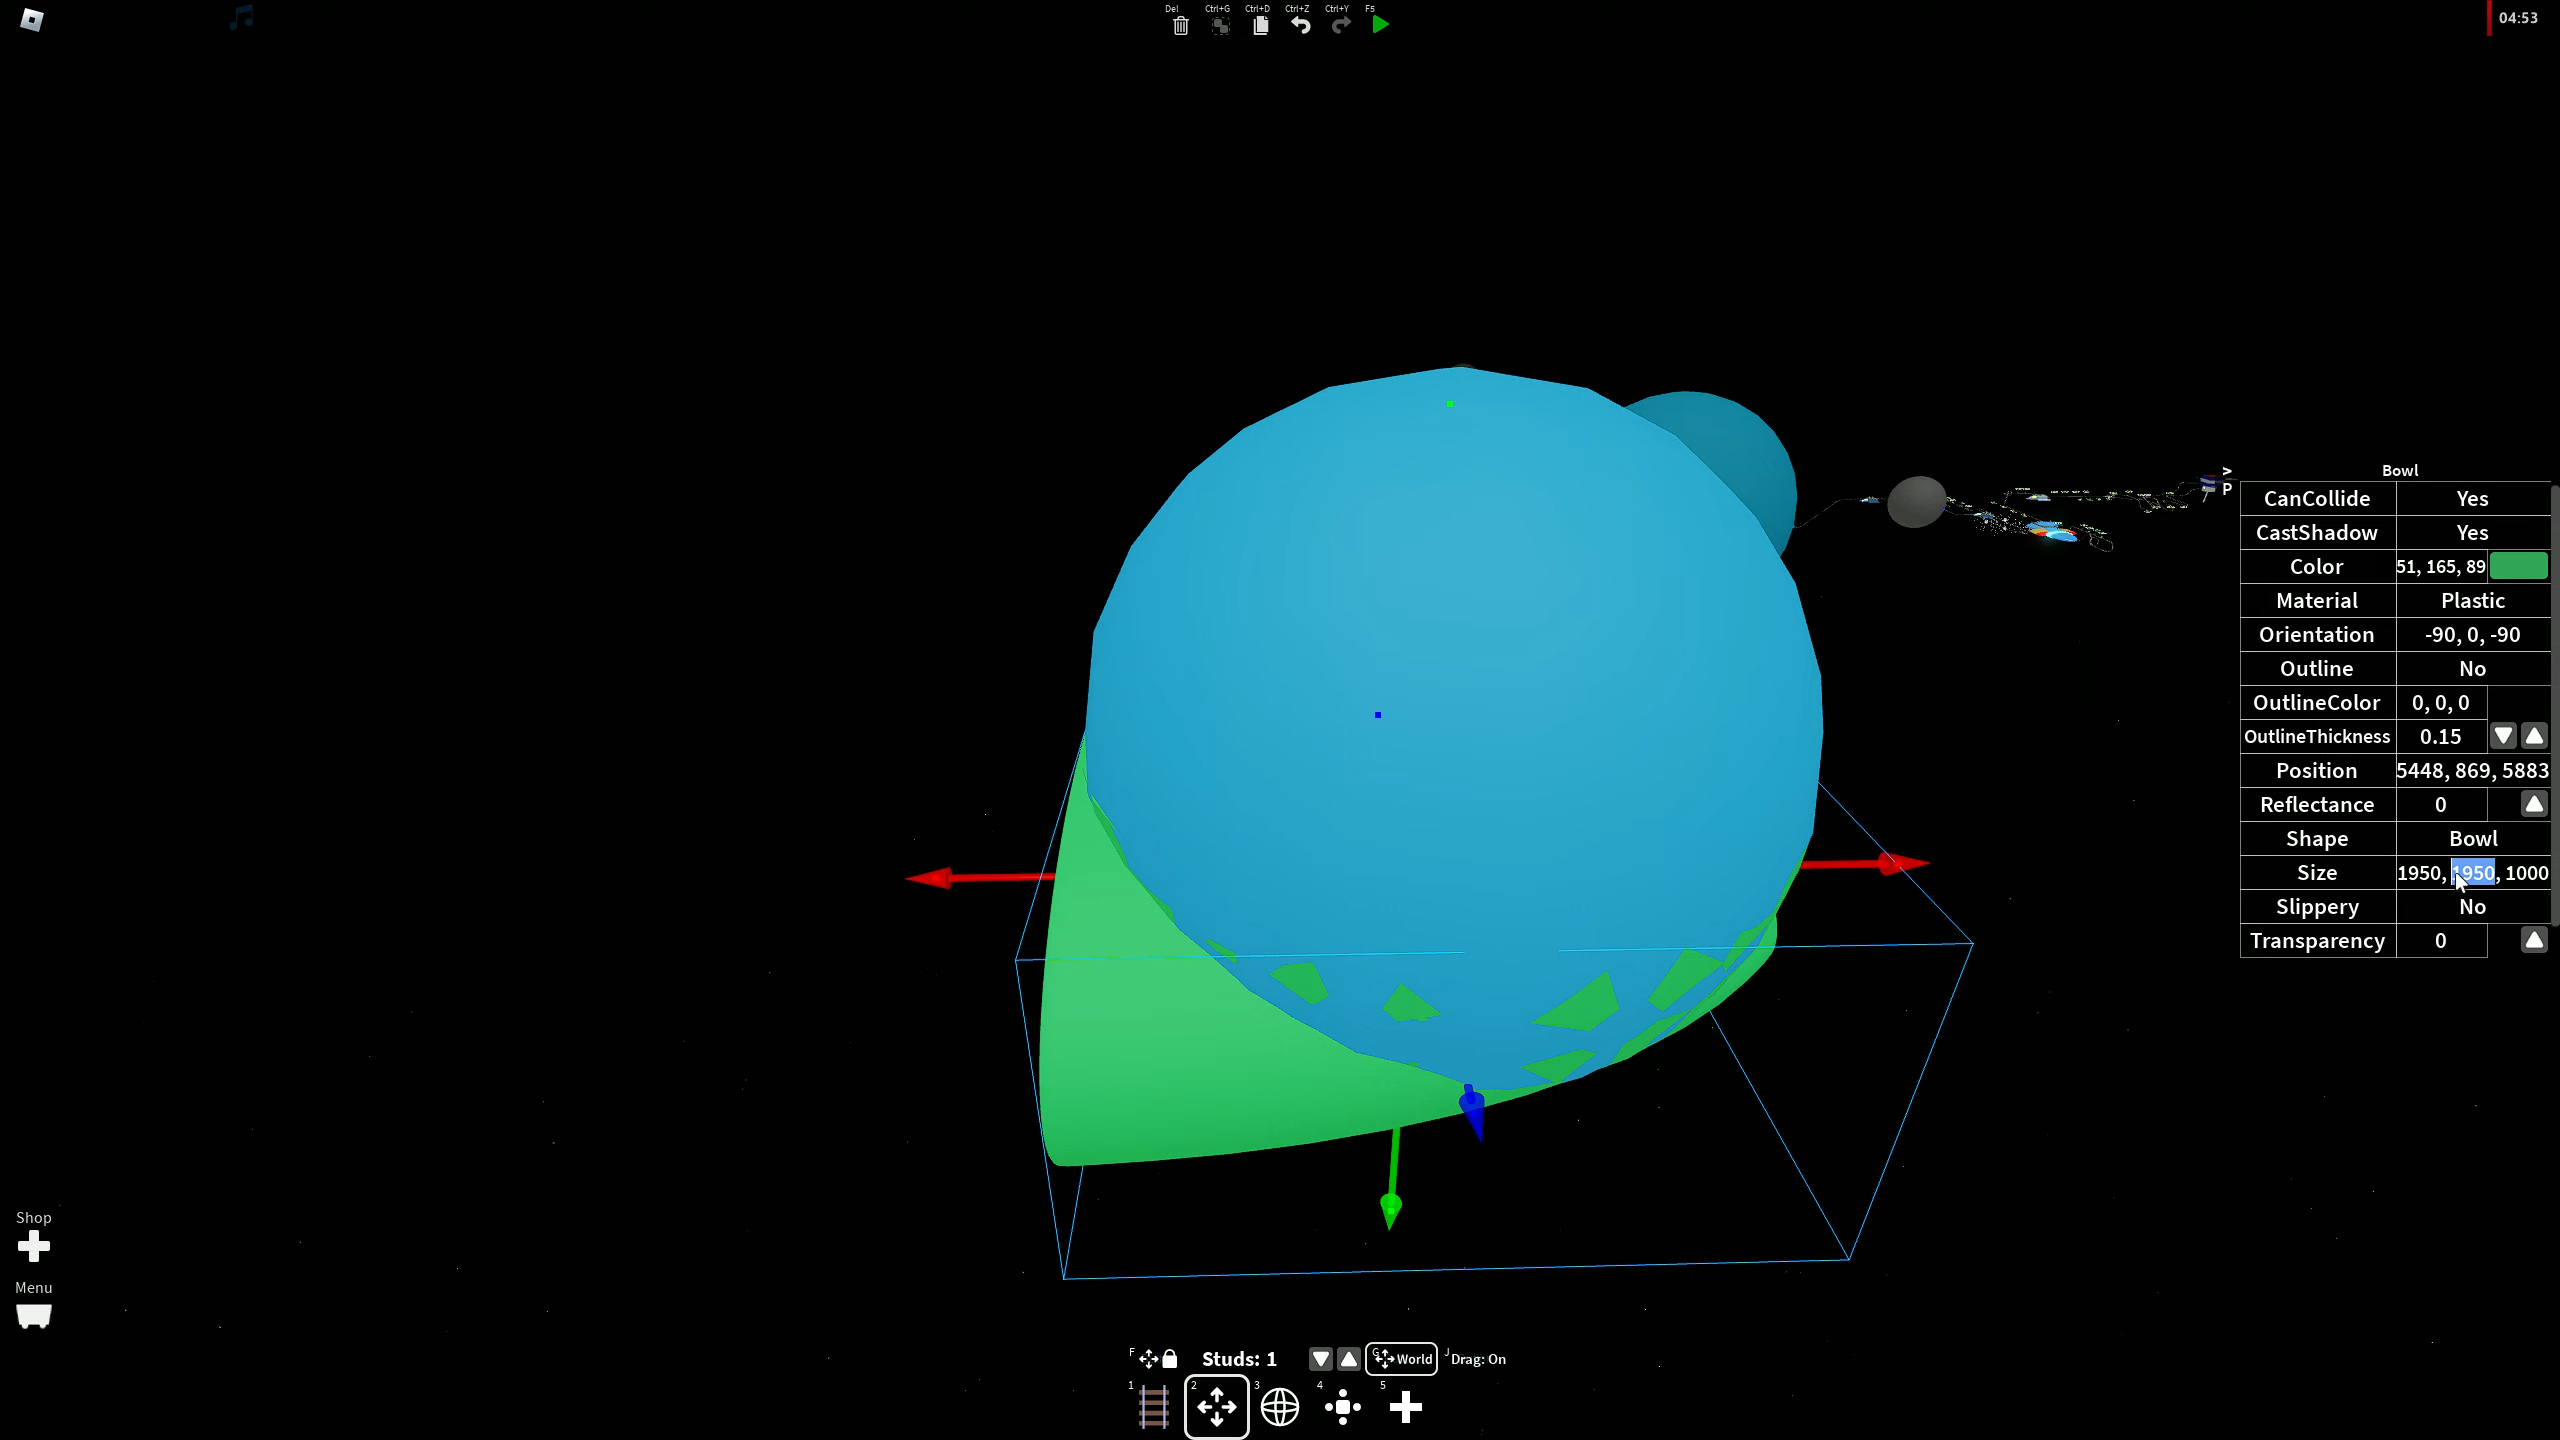 Del
Ctrl+G
Ctrl+D
Ctrl+Z
Ctrl+Y
F5
04:53
>
P
Bowl
CanCollide Yes
CastShadow Yes
Color 51, 165, 89
Material Plastic
Orientation -90, 0, -90
Outline No
OutlineColor 0, 0, 0
OutlineThickness 0.15
Position 5448, 869, 5883
Reflectance 0
Shape Bowl
Size 1950, 1950, 1000
Slippery No
Transparency 0
Shop
Menu
F
Studs: 1
G
World
J
Drag: On
1
2
3
4
5